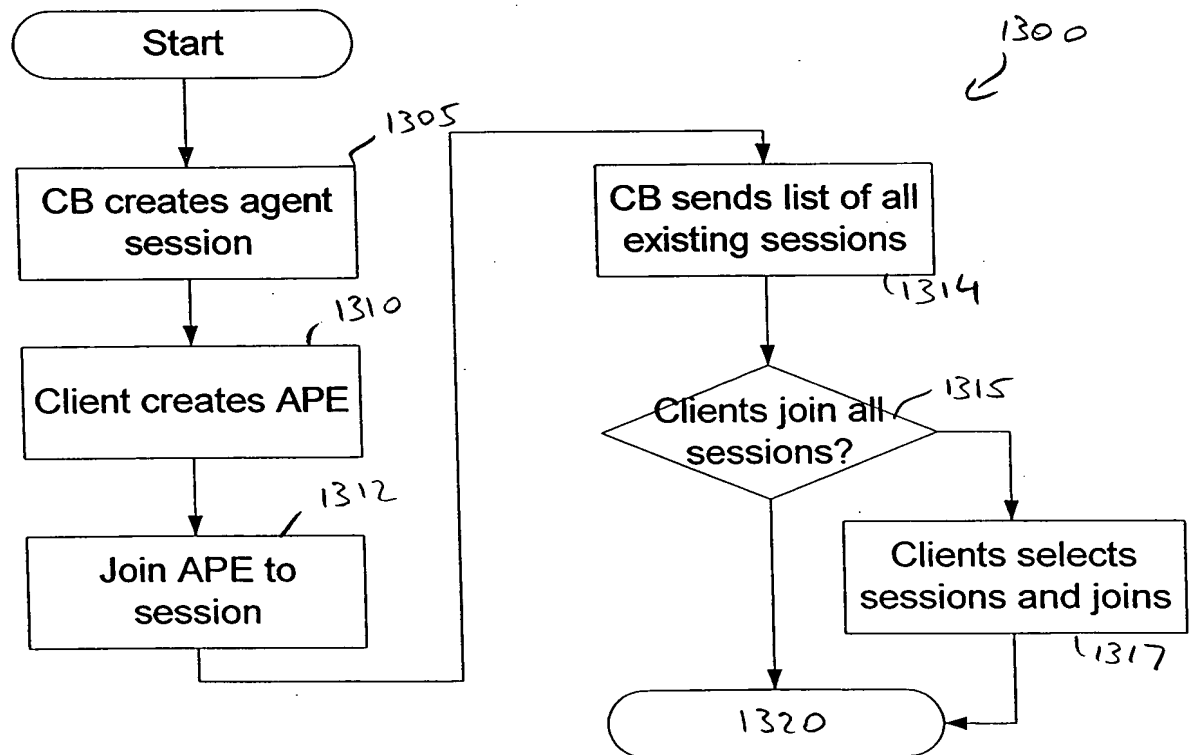 Start
1300
1305
CB creates agent
session
1310
Client creates APE
1312
Join APE to
session
CB sends list of all
existing sessions
1314
1315
Clients join all
sessions?
Clients selects
sessions and joins
1317
1320